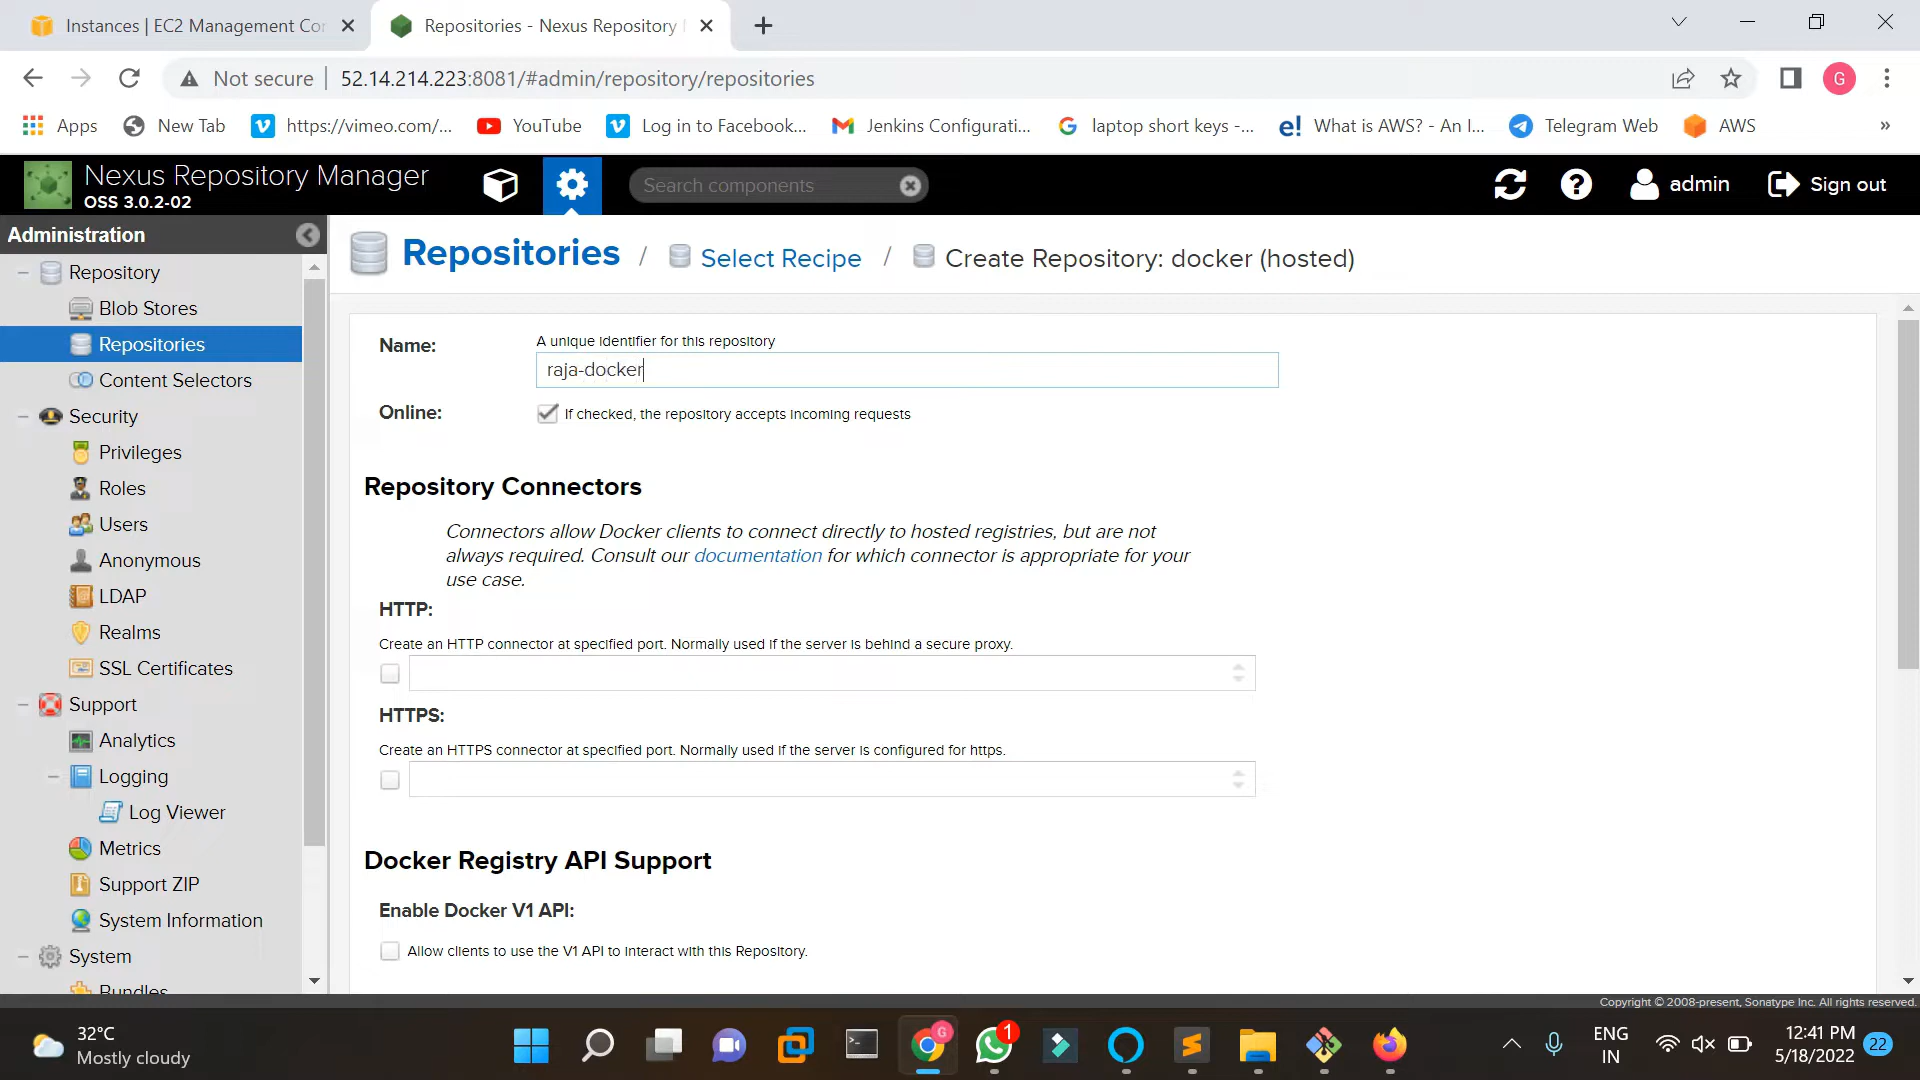 Instances | EC2 Management Co
Repositories - Nexus Repository
Not secure
52.14.214.223:8081/#admin/repository/repositories
G
Apps
New Tab
https://vimeo.com/...
YouTube
Log in to Facebook...
Jenkins Configurati...
laptop short keys -...
What is AWS? - An I...
Telegram Web
AWS
»
Nexus Repository Manager
OSS 3.0.2-02
Search components
admin
Sign out
Administration
Repository
Blob Stores
Repositories
Content Selectors
Security
Privileges
Roles
Users
Anonymous
LDAP
Realms
SSL Certificates
Support
Analytics
Logging
Log Viewer
Metrics
Support ZIP
System Information
System
Bundles
Repositories / Select Recipe / Create Repository: docker (hosted)
Name:
A unique identifier for this repository
raja-docker
Online:
If checked, the repository accepts incoming requests
Repository Connectors
Connectors allow Docker clients to connect directly to hosted registries, but are not
always required. Consult our documentation for which connector is appropriate for your
use case.
HTTP:
Create an HTTP connector at specified port. Normally used if the server is behind a secure proxy.
HTTPS:
Create an HTTPS connector at specified port. Normally used if the server is configured for https.
Docker Registry API Support
Enable Docker V1 API:
Allow clients to use the V1 API to interact with this Repository.
Copyright © 2008-present, Sonatype Inc. All rights reserved.
32°C
Mostly cloudy
G
1
ENG
IN
12:41 PM
5/18/2022
22